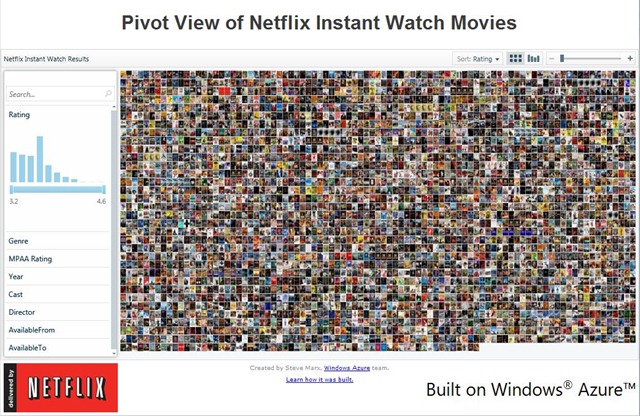 Pivot View of Netflix Instant Watch Movies
Netflix Instant Watch Results
Sort: Rating
Search...
Rating
3.2 4.6
Genre
MPAA Rating
Year
Cast
Director
AvailableFrom
AvailableTo
delivered by
NETFLIX
Created by Steve Marx, Windows Azure team.
Learn how it was built.
Built on Windows® Azure™